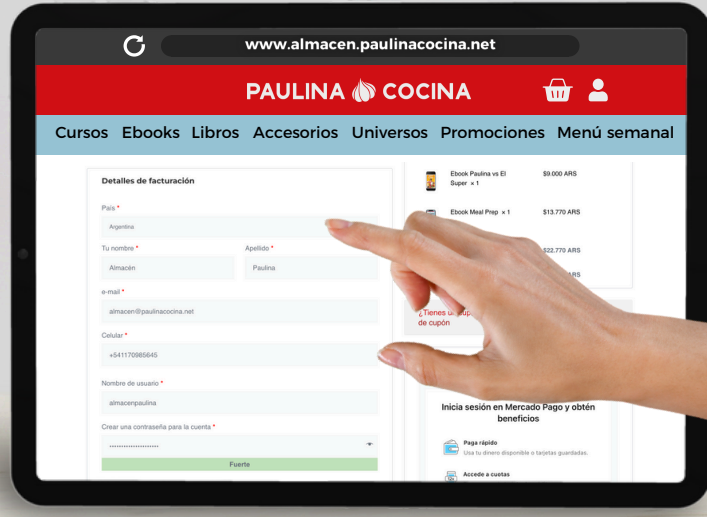 www.almacen.paulinacocina.net
PAULINA COCINA
Cursos Ebooks Libros Accesorios Universos Promociones Menú semanal
Detalles de facturación
País *
Argentina
Tu nombre *
Apellido *
Almacén
Paulina
e-mail *
almacen@paulinacocina.net
Celular *
+541170985645
Nombre de usuario *
almacenpaulina
Crear una contraseña para la cuenta *
Fuerte
Ebook Paulina vs El
$9.000 ARS
Super × 1
Ebook Meal Prep × 1
$13.770 ARS
$22.770 ARS
ARS
¿Tienes
de cupón
Inicia sesión en Mercado Pago y obtén
beneficios
Paga rápido
Usa tu dinero disponible o tarjetas guardadas.
Accede a cuotas